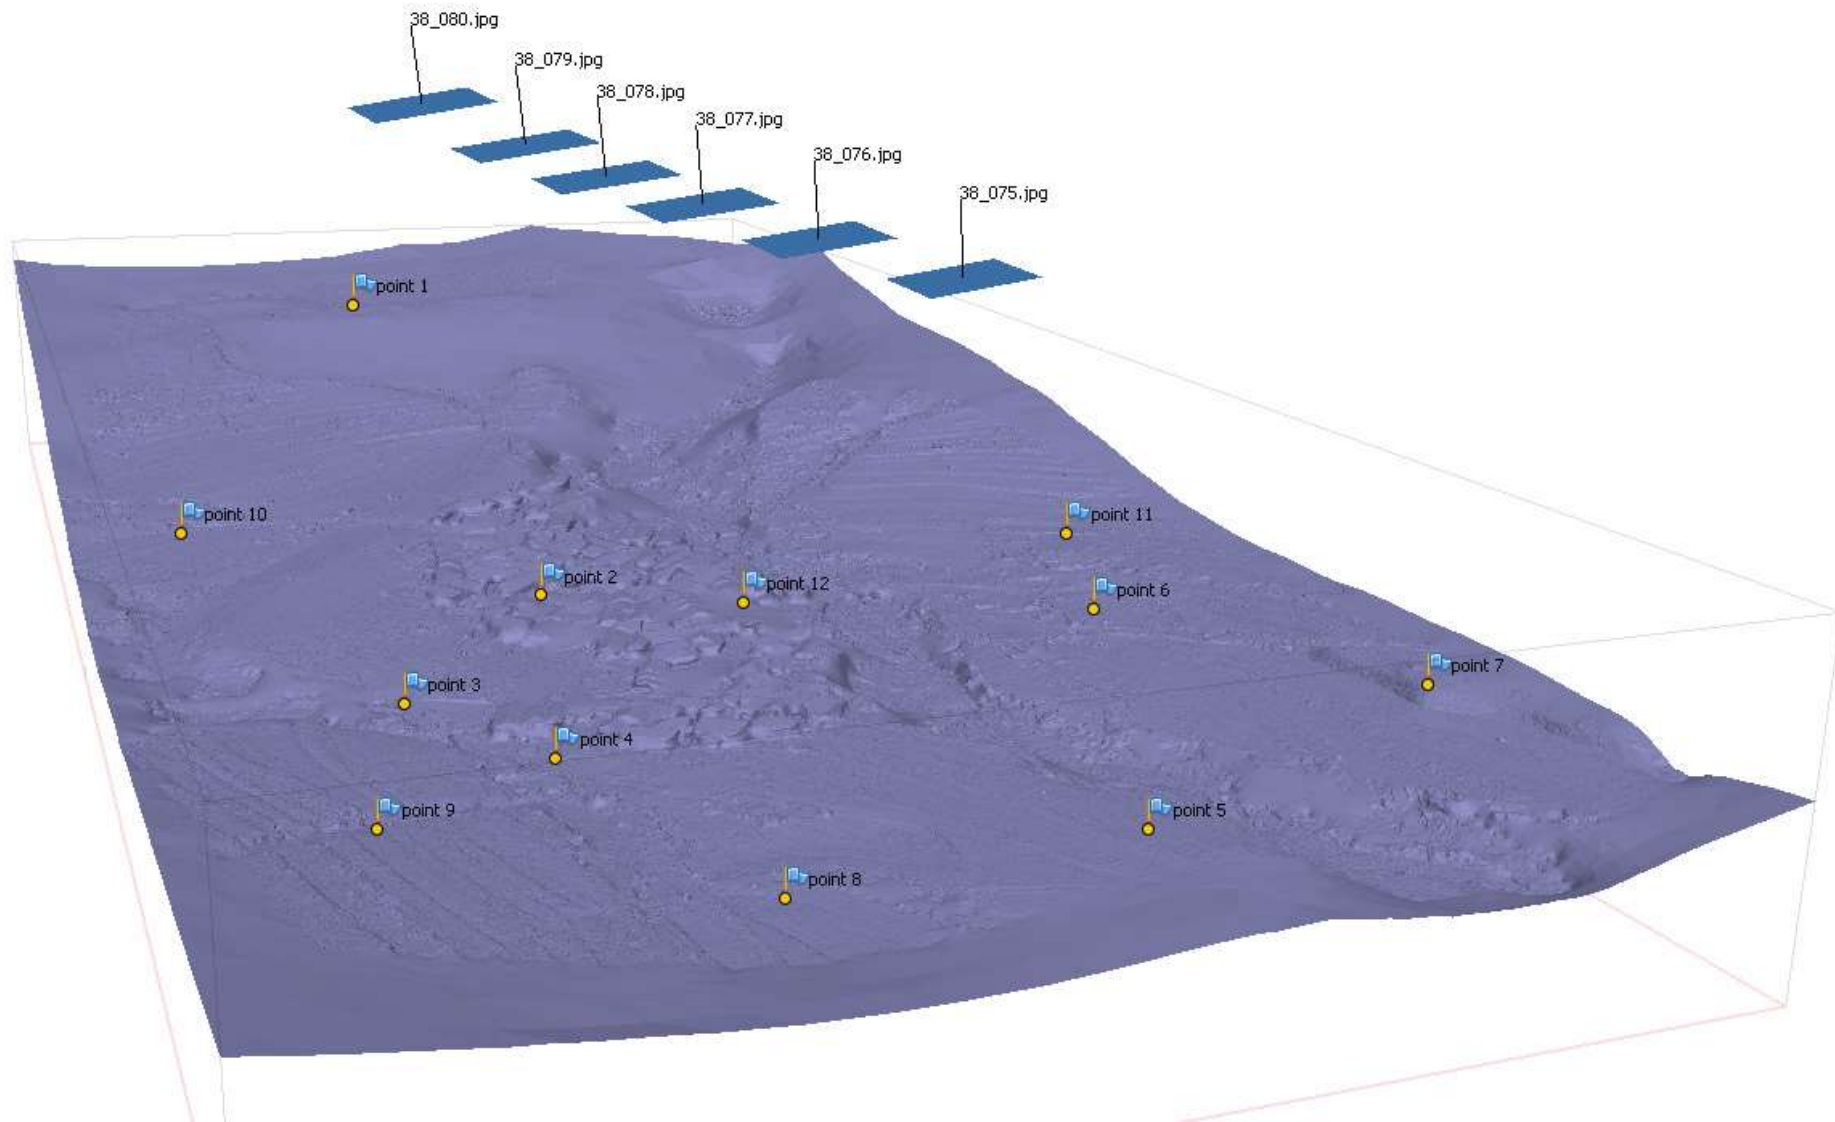 38_080.jpg
38_079.jpg
38_078.jpg
38_077.jpg
38_076.jpg
38_075.jpg
point 1
point 10
point 11
point 2
point 12
point 6
point 7
point 3
point 4
point 9
point 5
point 8